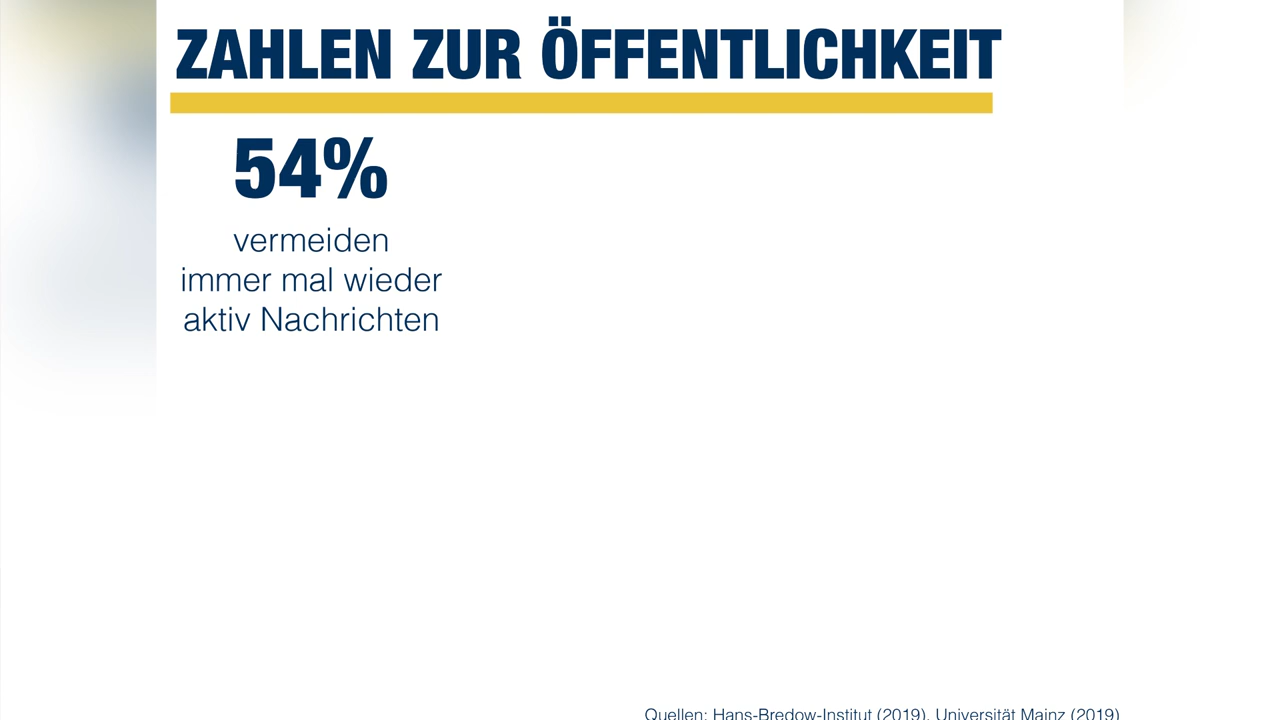 ZAHLEN ZUR ÖFFENTLICHKEIT
54%
vermeiden
immer mal wieder
aktiv Nachrichten
Quellen: Hans-Bredow-Institut (2019), Universität Mainz (2019)